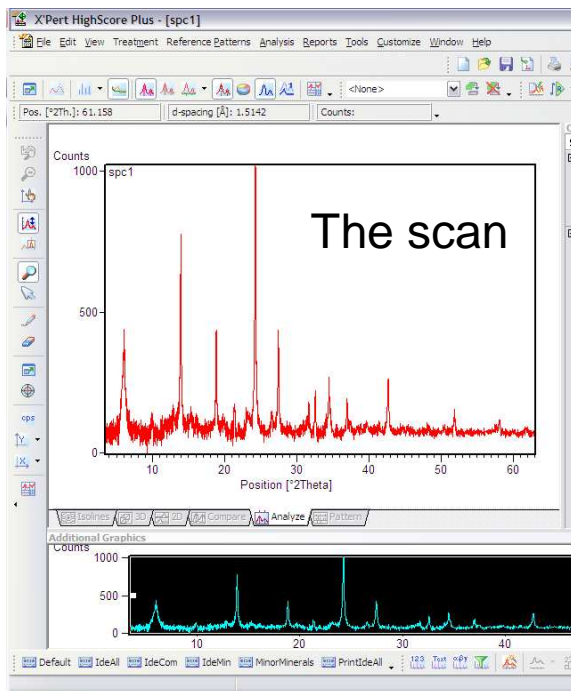 X'Pert HighScore Plus - [spc1]
File Edit View Treatment Reference Patterns Analysis Reports Tools Customize Window Help
<None>
Pos. [°2Th.]: 61.158 d-spacing [Å]: 1.5142 Counts:
Counts
1000
spc1
The scan
500
0
10 20 30 40 50 60
Position [°2Theta]
cps
Isolines 3D 2D Compare Analyze Pattern
Additional Graphics
Counts
1000
500
0
10 20 30 40
Default IdeAll IdeCom IdeMin MinorMinerals PrintIdeAll 123 Text αβγ